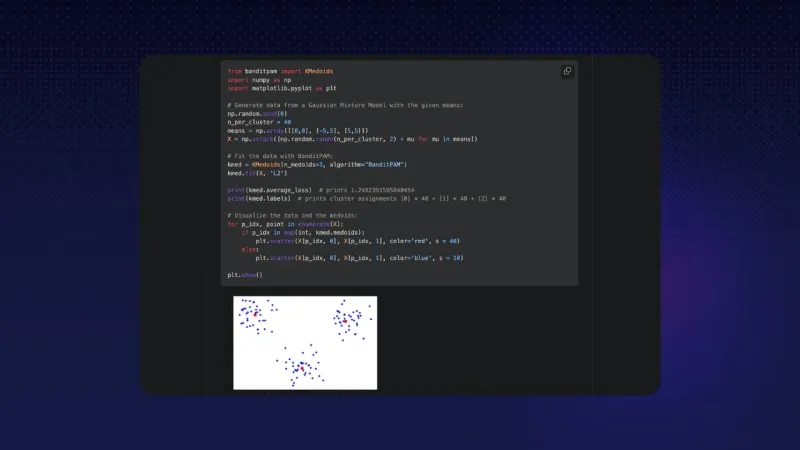 from banditpam import KMedoids
import numpy as np
import matplotlib.pyplot as plt
# Generate data from a Gaussian Mixture Model with the given means:
np.random.seed(0)
n_per_cluster = 40
means = np.array([[0,0], [-5,5], [5,5]])
X = np.vstack([np.random.randn(n_per_cluster, 2) + mu for mu in means])
# Fit the data with BanditPAM:
kmed = KMedoids(n_medoids=3, algorithm="BanditPAM")
kmed.fit(X, 'L2')
print(kmed.average_loss)  # prints 1.2482391595840454
print(kmed.labels)  # prints cluster assignments [0] * 40 + [1] * 40 + [2] * 40
# Visualize the data and the medoids:
for p_idx, point in enumerate(X):
    if p_idx in map(int, kmed.medoids):
        plt.scatter(X[p_idx, 0], X[p_idx, 1], color='red', s = 40)
    else:
        plt.scatter(X[p_idx, 0], X[p_idx, 1], color='blue', s = 10)
plt.show()